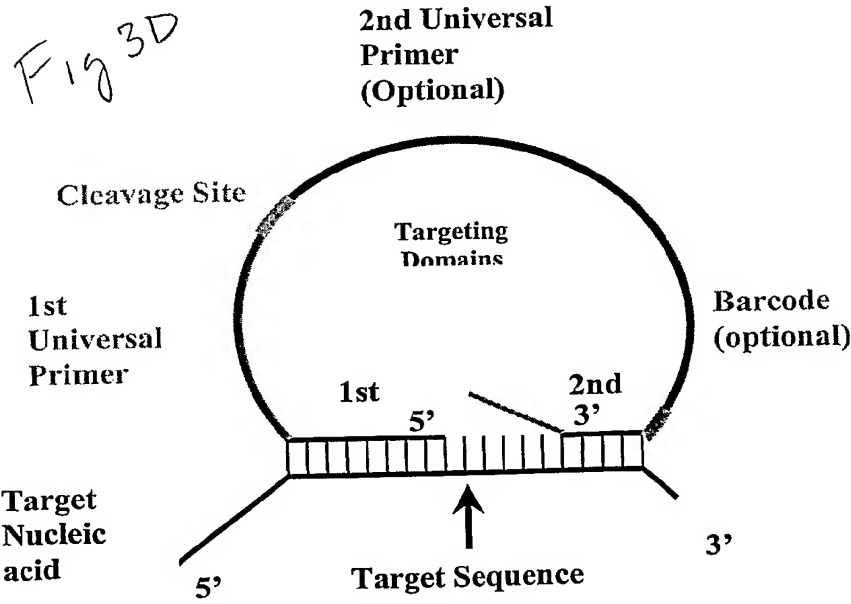 Fig 3D
2nd Universal
Primer
(Optional)
Cleavage Site
Targeting
Domains
1st
Universal
Primer
Barcode
(optional)
1st
2nd
5’
3’
Target
Nucleic
acid
5’
Target Sequence
3’